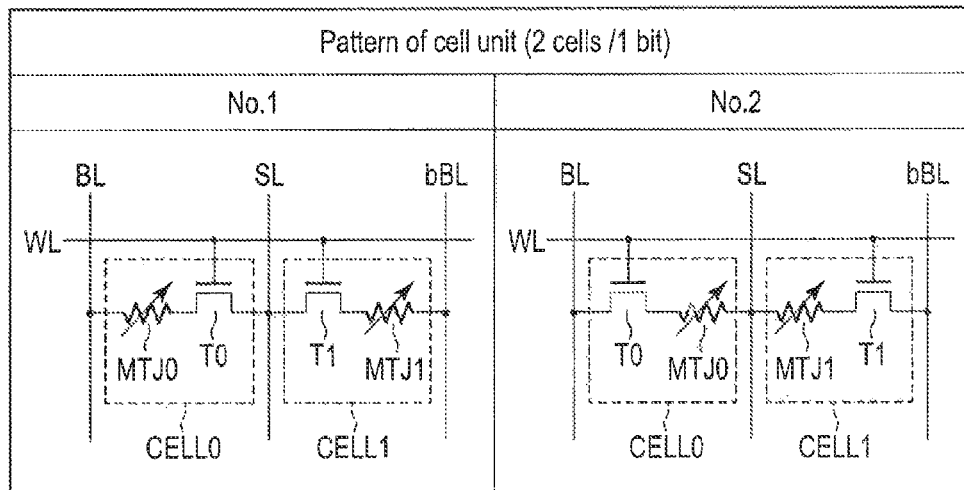 Pattern of cell unit (2 cells /1 bit)
No.1
No.2
BL SL bBL
BL SL bBL
WL
WL
MTJ0 T0 T1 MTJ1
T0 MTJ0 MTJ1 T1
CELL0 CELL1
CELL0 CELL1